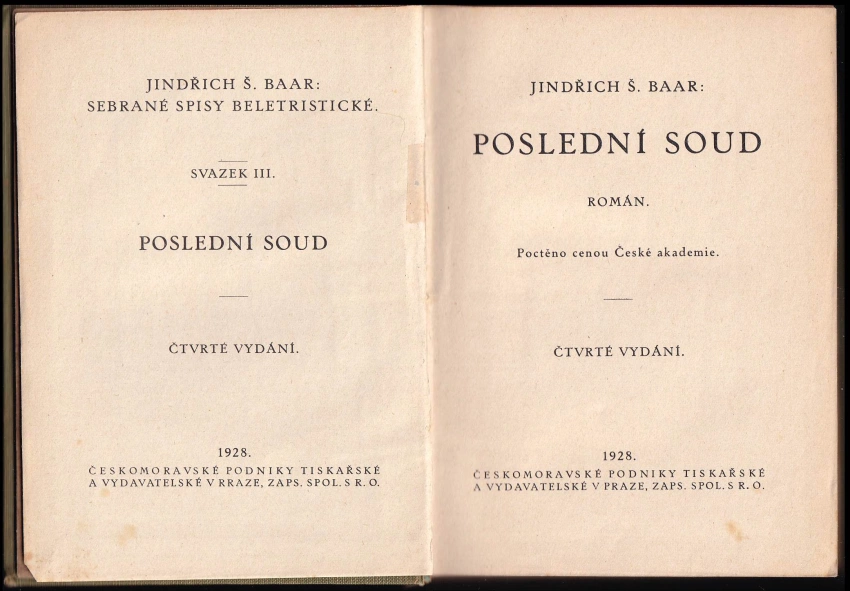 JINDŘICH Š. BAAR:
SEBRANÉ SPISY BELETRISTICKÉ.
SVAZEK III.
POSLEDNÍ SOUD
ČTVRTÉ VYDÁNÍ.
1928.
ČESKOMORAVSKÉ PODNIKY TISKAŘSKÉ
A VYDAVATELSKÉ V RRAZE, ZAPS. SPOL. S R. O.
JINDŘICH Š. BAAR:
POSLEDNÍ SOUD
ROMÁN.
Poctěno cenou České akademie.
ČTVRTÉ VYDÁNÍ.
1928.
ČESKOMORAVSKÉ PODNIKY TISKAŘSKÉ
A VYDAVATELSKÉ V PRAZE, ZAPS. SPOL. S R. O.